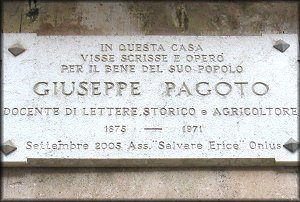 IN QUESTA CASA
VISSE SCRISSE E OPERÒ
PER IL BENE DEL SUO POPOLO
GIUSEPPE PAGOTO
DOCENTE DI LETTERE, STORICO e AGRICOLTORE
1875 — 1971
Settembre 2005 Ass. "Salvare Erice" Onlus